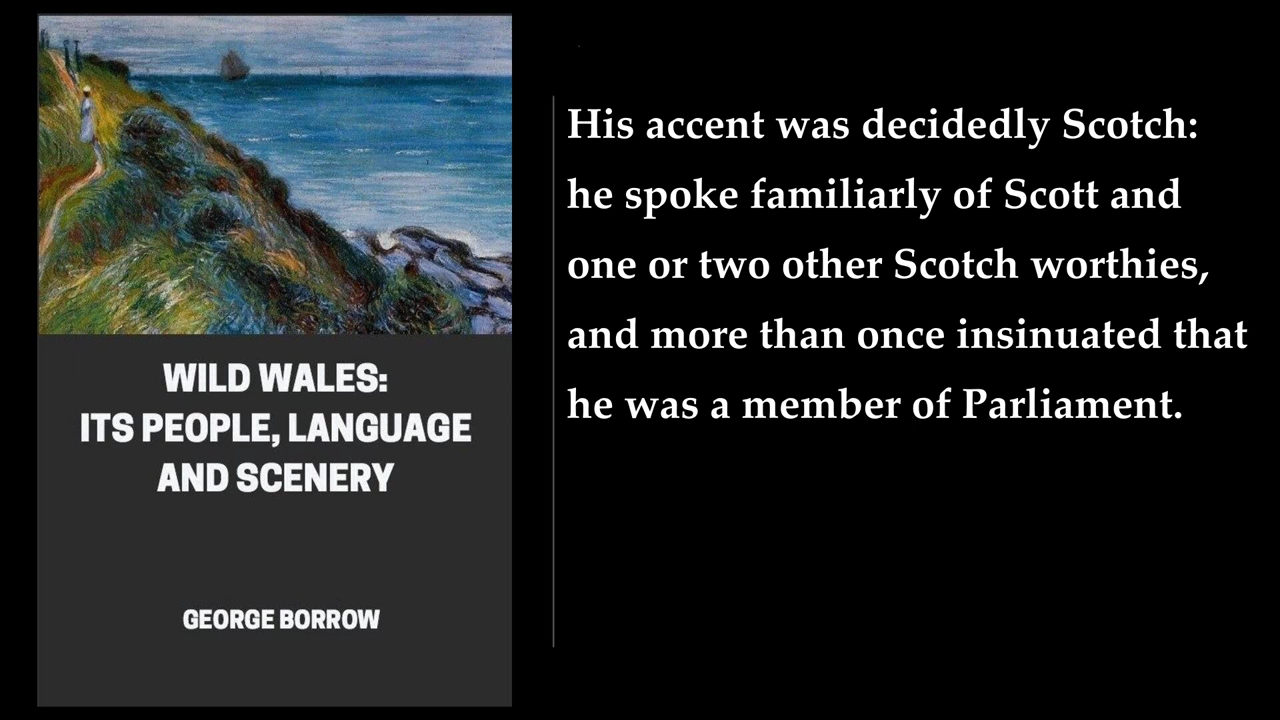 WILD WALES:
ITS PEOPLE, LANGUAGE
AND SCENERY
GEORGE BORROW
His accent was decidedly Scotch:
he spoke familiarly of Scott and
one or two other Scotch worthies,
and more than once insinuated that
he was a member of Parliament.